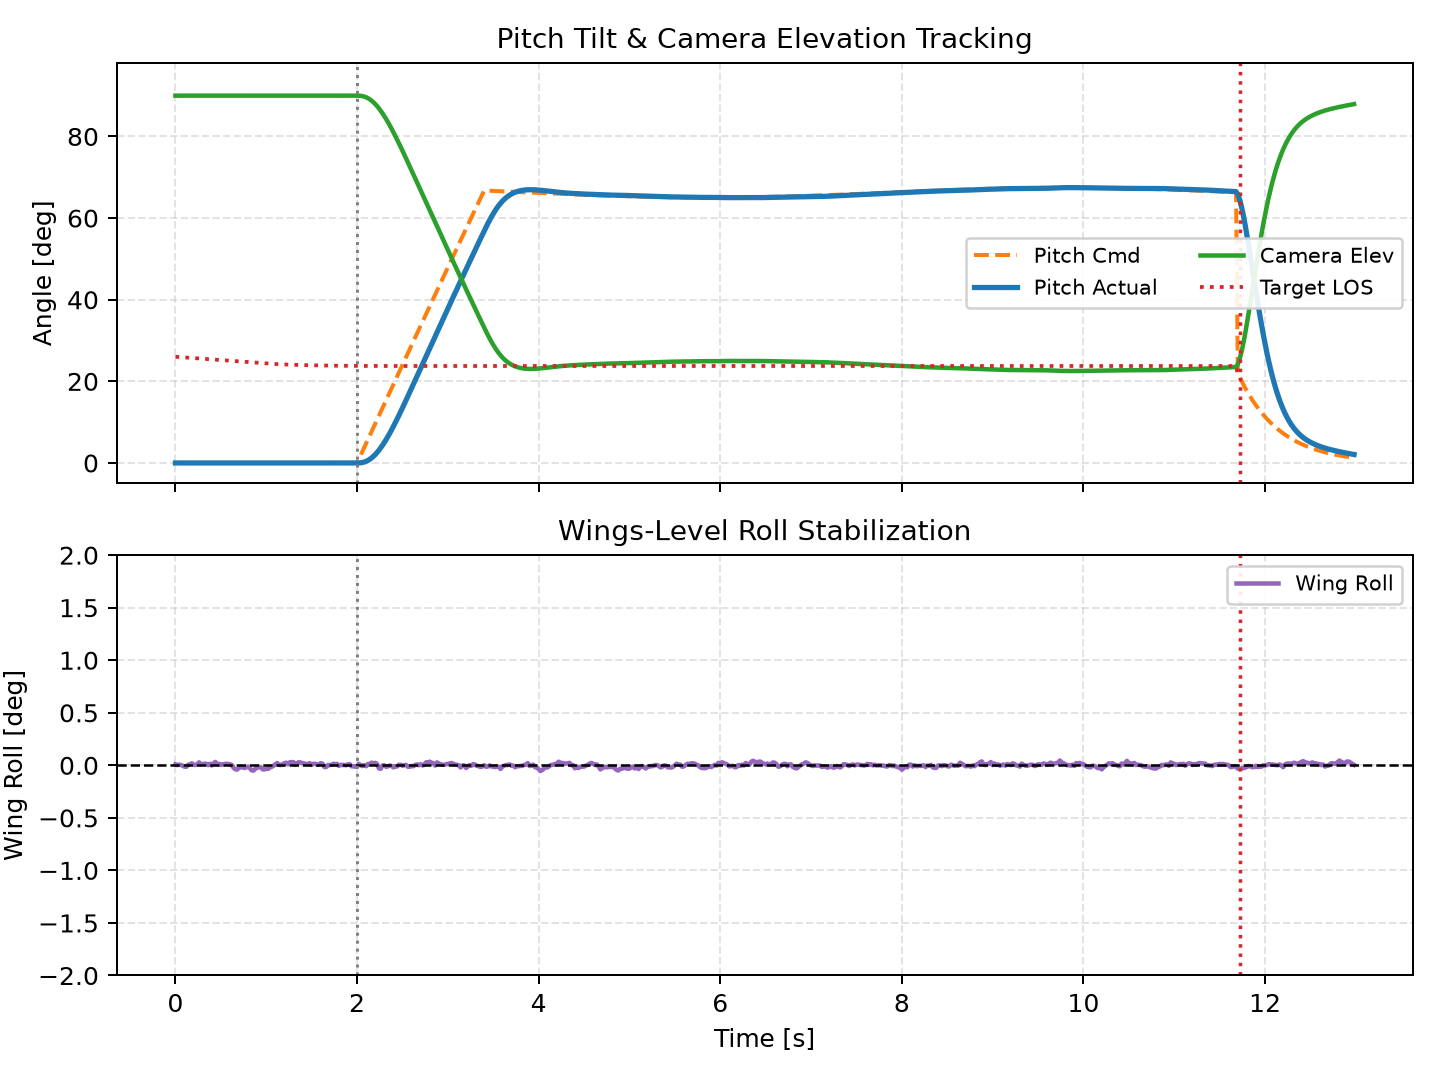 Pitch Tilt & Camera Elevation Tracking
Angle [deg]
80
60
40
20
0
Pitch Cmd
Pitch Actual
Camera Elev
Target LOS
Wings-Level Roll Stabilization
Wing Roll [deg]
2.0
1.5
1.0
0.5
0.0
−0.5
−1.0
−1.5
−2.0
Wing Roll
0 2 4 6 8 10 12
Time [s]